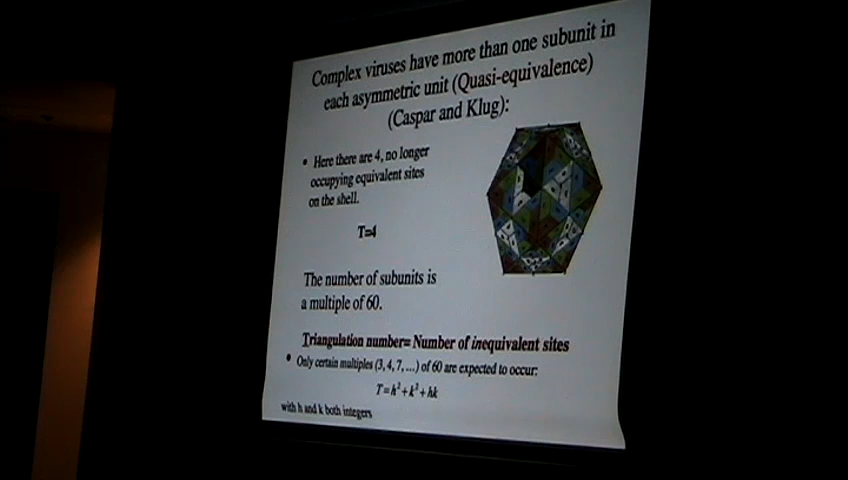 Complex viruses have more than one subunit in
each asymmetric unit (Quasi-equivalence)
(Caspar and Klug):
• Here there are 4, no longer
occupying equivalent sites
on the shell.
T=4
The number of subunits is
a multiple of 60.
Triangulation number= Number of inequivalent sites
• Only certain multiples (3, 4, 7, ...) of 60 are expected to occur:
T = h² + k² + hk
with h and k both integers